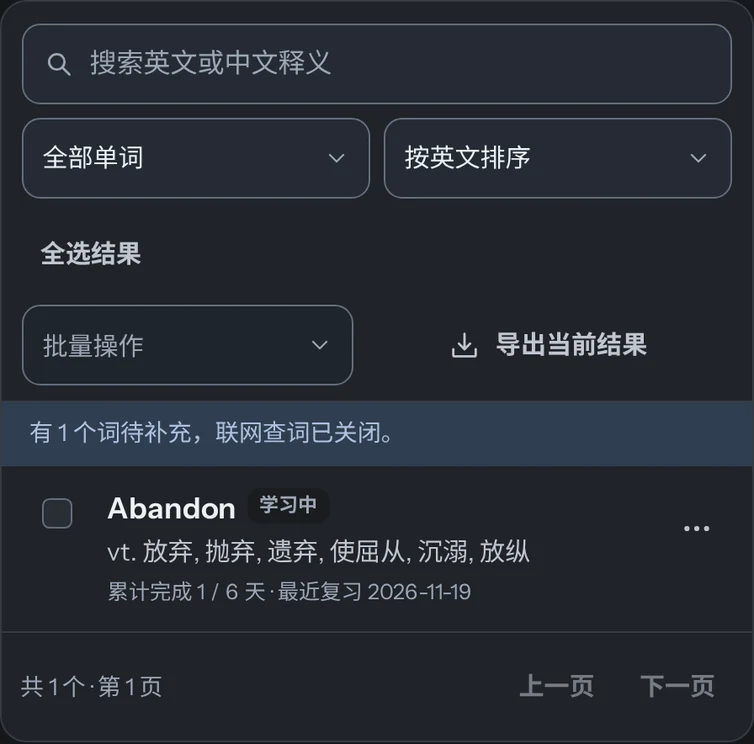 搜索英文或中文释义
全部单词
按英文排序
全选结果
批量操作
导出当前结果
有 1 个词待补充，联网查词已关闭。
Abandon 学习中
vt. 放弃, 抛弃, 遗弃, 使屈从, 沉溺, 放纵
累计完成 1 / 6 天 · 最近复习 2026-11-19
共 1 个 · 第 1 页
上一页
下一页